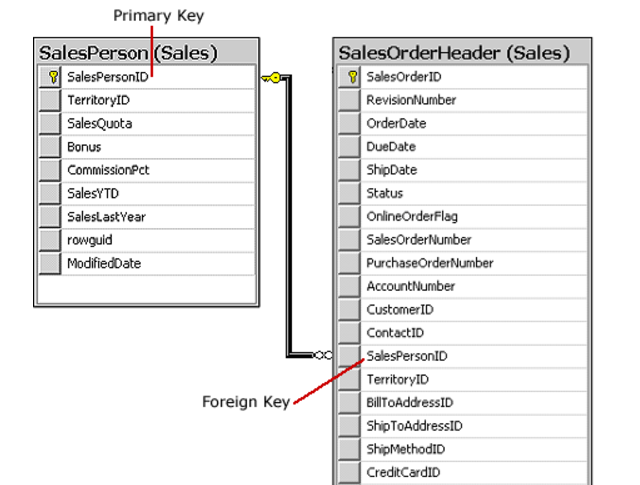 Primary Key
SalesPerson (Sales)
SalesPersonID
TerritoryID
SalesQuota
Bonus
CommissionPct
SalesYTD
SalesLastYear
rowguid
ModifiedDate
SalesOrderHeader (Sales)
SalesOrderID
RevisionNumber
OrderDate
DueDate
ShipDate
Status
OnlineOrderFlag
SalesOrderNumber
PurchaseOrderNumber
AccountNumber
CustomerID
ContactID
SalesPersonID
TerritoryID
BillToAddressID
ShipToAddressID
ShipMethodID
CreditCardID
Foreign Key